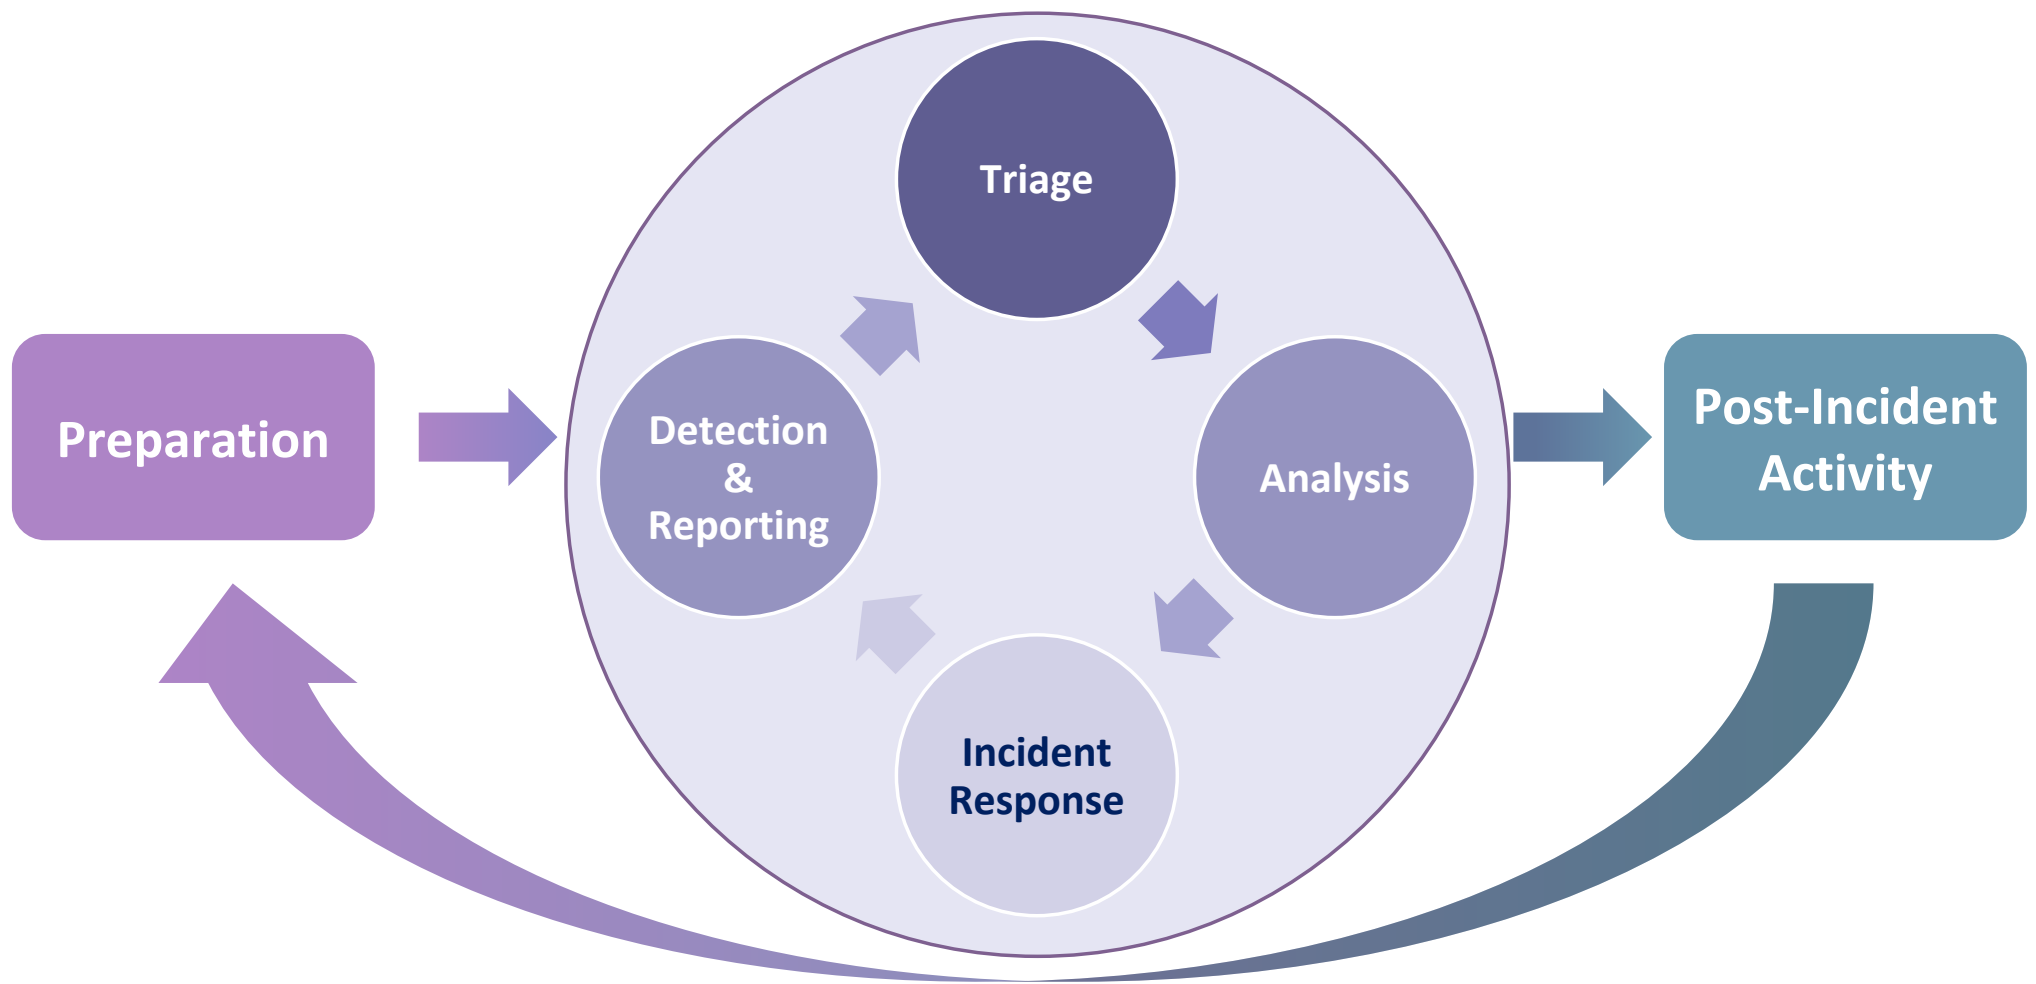 Triage
Preparation
Detection
&
Reporting
Analysis
Post-Incident
Activity
Incident
Response